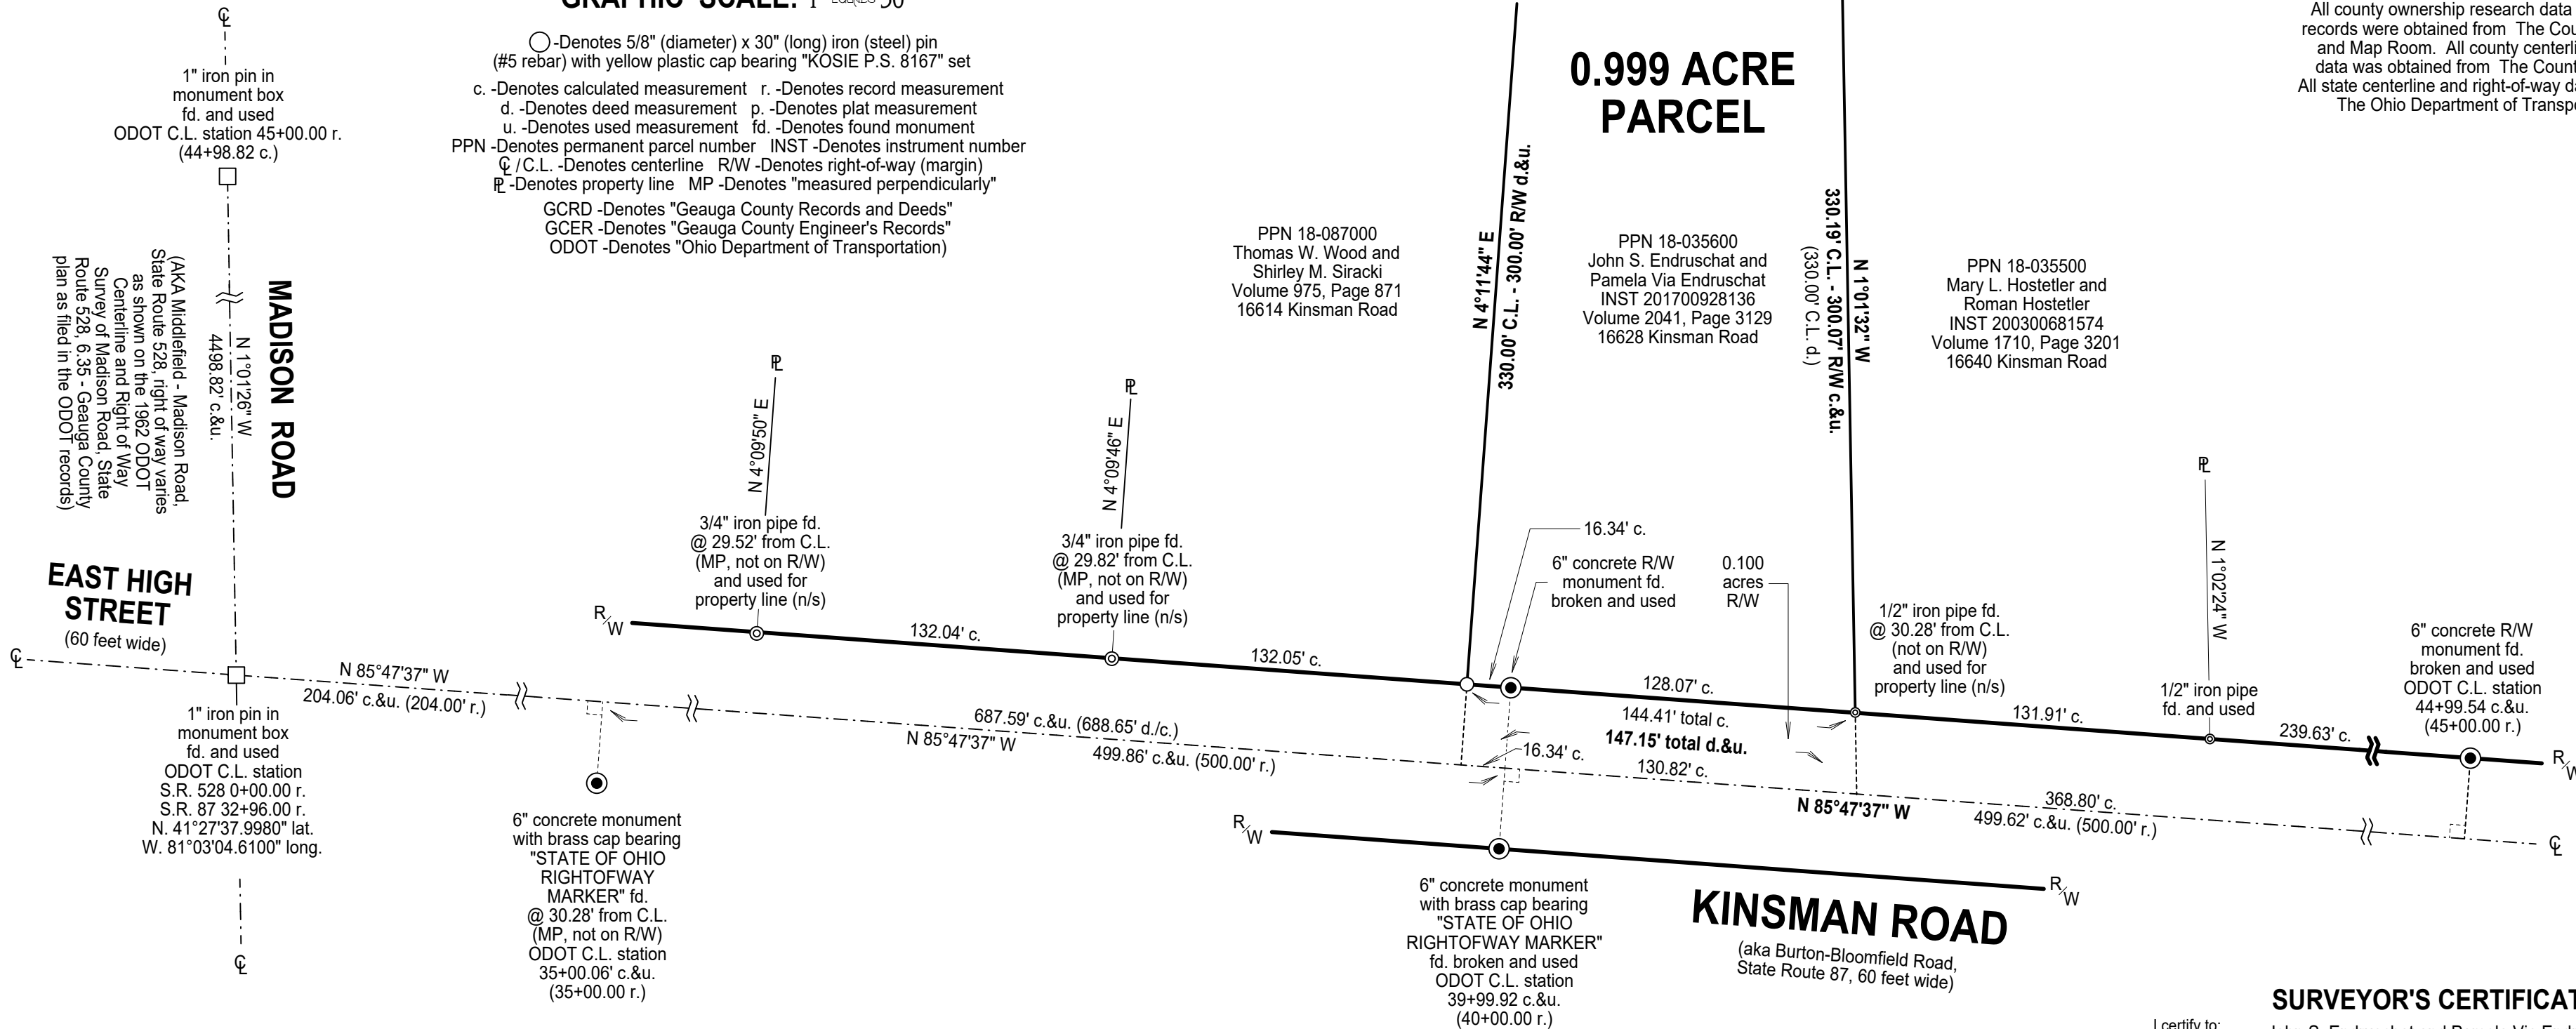 GRAPHIC SCALE: 1" EQUALS 50'
-Denotes 5/8" (diameter) x 30" (long) iron (steel) pin
(#5 rebar) with yellow plastic cap bearing "KOSIE P.S. 8167" set
c. -Denotes calculated measurement r. -Denotes record measurement
d. -Denotes deed measurement p. -Denotes plat measurement
u. -Denotes used measurement fd. -Denotes found monument
PPN -Denotes permanent parcel number INST -Denotes instrument number
℄ /C.L. -Denotes centerline R/W -Denotes right-of-way (margin)
PL -Denotes property line MP -Denotes "measured perpendicularly"
GCRD -Denotes "Geauga County Records and Deeds"
GCER -Denotes "Geauga County Engineer's Records"
ODOT -Denotes "Ohio Department of Transportation)
℄
1" iron pin in
monument box
fd. and used
ODOT C.L. station 45+00.00 r.
(44+98.82 c.)
MADISON ROAD
N 1°01'26" W
4498.82' c.&u.
(AKA Middlefield - Madison Road,
State Route 528, right of way varies
as shown on the 1962 ODOT
Centerline and Right of Way
Survey of Madison Road, State
Route 528, 6.35 - Geauga County
plan as filed in the ODOT records)
EAST HIGH
STREET
(60 feet wide)
℄
N 85°47'37" W
204.06' c.&u. (204.00' r.)
1" iron pin in
monument box
fd. and used
ODOT C.L. station
S.R. 528 0+00.00 r.
S.R. 87 32+96.00 r.
N. 41°27'37.9980" lat.
W. 81°03'04.6100" long.
℄
6" concrete monument
with brass cap bearing
"STATE OF OHIO
RIGHTOFWAY
MARKER" fd.
@ 30.28' from C.L.
(MP, not on R/W)
ODOT C.L. station
35+00.06' c.&u.
(35+00.00 r.)
PL
N 4°09'50" E
3/4" iron pipe fd.
@ 29.52' from C.L.
(MP, not on R/W)
and used for
property line (n/s)
R/W
132.04' c.
PL
N 4°09'46" E
3/4" iron pipe fd.
@ 29.82' from C.L.
(MP, not on R/W)
and used for
property line (n/s)
132.05' c.
687.59' c.&u. (688.65' d./c.)
N 85°47'37" W
499.86' c.&u. (500.00' r.)
PPN 18-087000
Thomas W. Wood and
Shirley M. Siracki
Volume 975, Page 871
16614 Kinsman Road
N 4°11'44" E
330.00' C.L. - 300.00' R/W d.&u.
0.999 ACRE
PARCEL
PPN 18-035600
John S. Endruschat and
Pamela Via Endruschat
INST 201700928136
Volume 2041, Page 3129
16628 Kinsman Road
N 1°01'32" W
330.19' C.L. - 300.07' R/W c.&u.
(330.00' C.L. d.)
PPN 18-035500
Mary L. Hostetler and
Roman Hostetler
INST 200300681574
Volume 1710, Page 3201
16640 Kinsman Road
16.34' c.
6" concrete R/W
monument fd.
broken and used
0.100
acres
R/W
128.07' c.
144.41' total c.
147.15' total d.&u.
16.34' c.
130.82' c.
N 85°47'37" W
1/2" iron pipe fd.
@ 30.28' from C.L.
(not on R/W)
and used for
property line (n/s)
131.91' c.
PL
N 1°02'24" W
1/2" iron pipe
fd. and used
239.63' c.
6" concrete R/W
monument fd.
broken and used
ODOT C.L. station
44+99.54 c.&u.
(45+00.00 r.)
R/W
368.80' c.
499.62' c.&u. (500.00' r.)
℄
R/W
6" concrete monument
with brass cap bearing
"STATE OF OHIO
RIGHTOFWAY MARKER"
fd. broken and used
ODOT C.L. station
39+99.92 c.&u.
(40+00.00 r.)
R/W
KINSMAN ROAD
(aka Burton-Bloomfield Road,
State Route 87, 60 feet wide)
All county ownership research data
records were obtained from The Cou
and Map Room. All county centerli
data was obtained from The Count
All state centerline and right-of-way da
The Ohio Department of Transpo
SURVEYOR'S CERTIFICAT
I certify to: